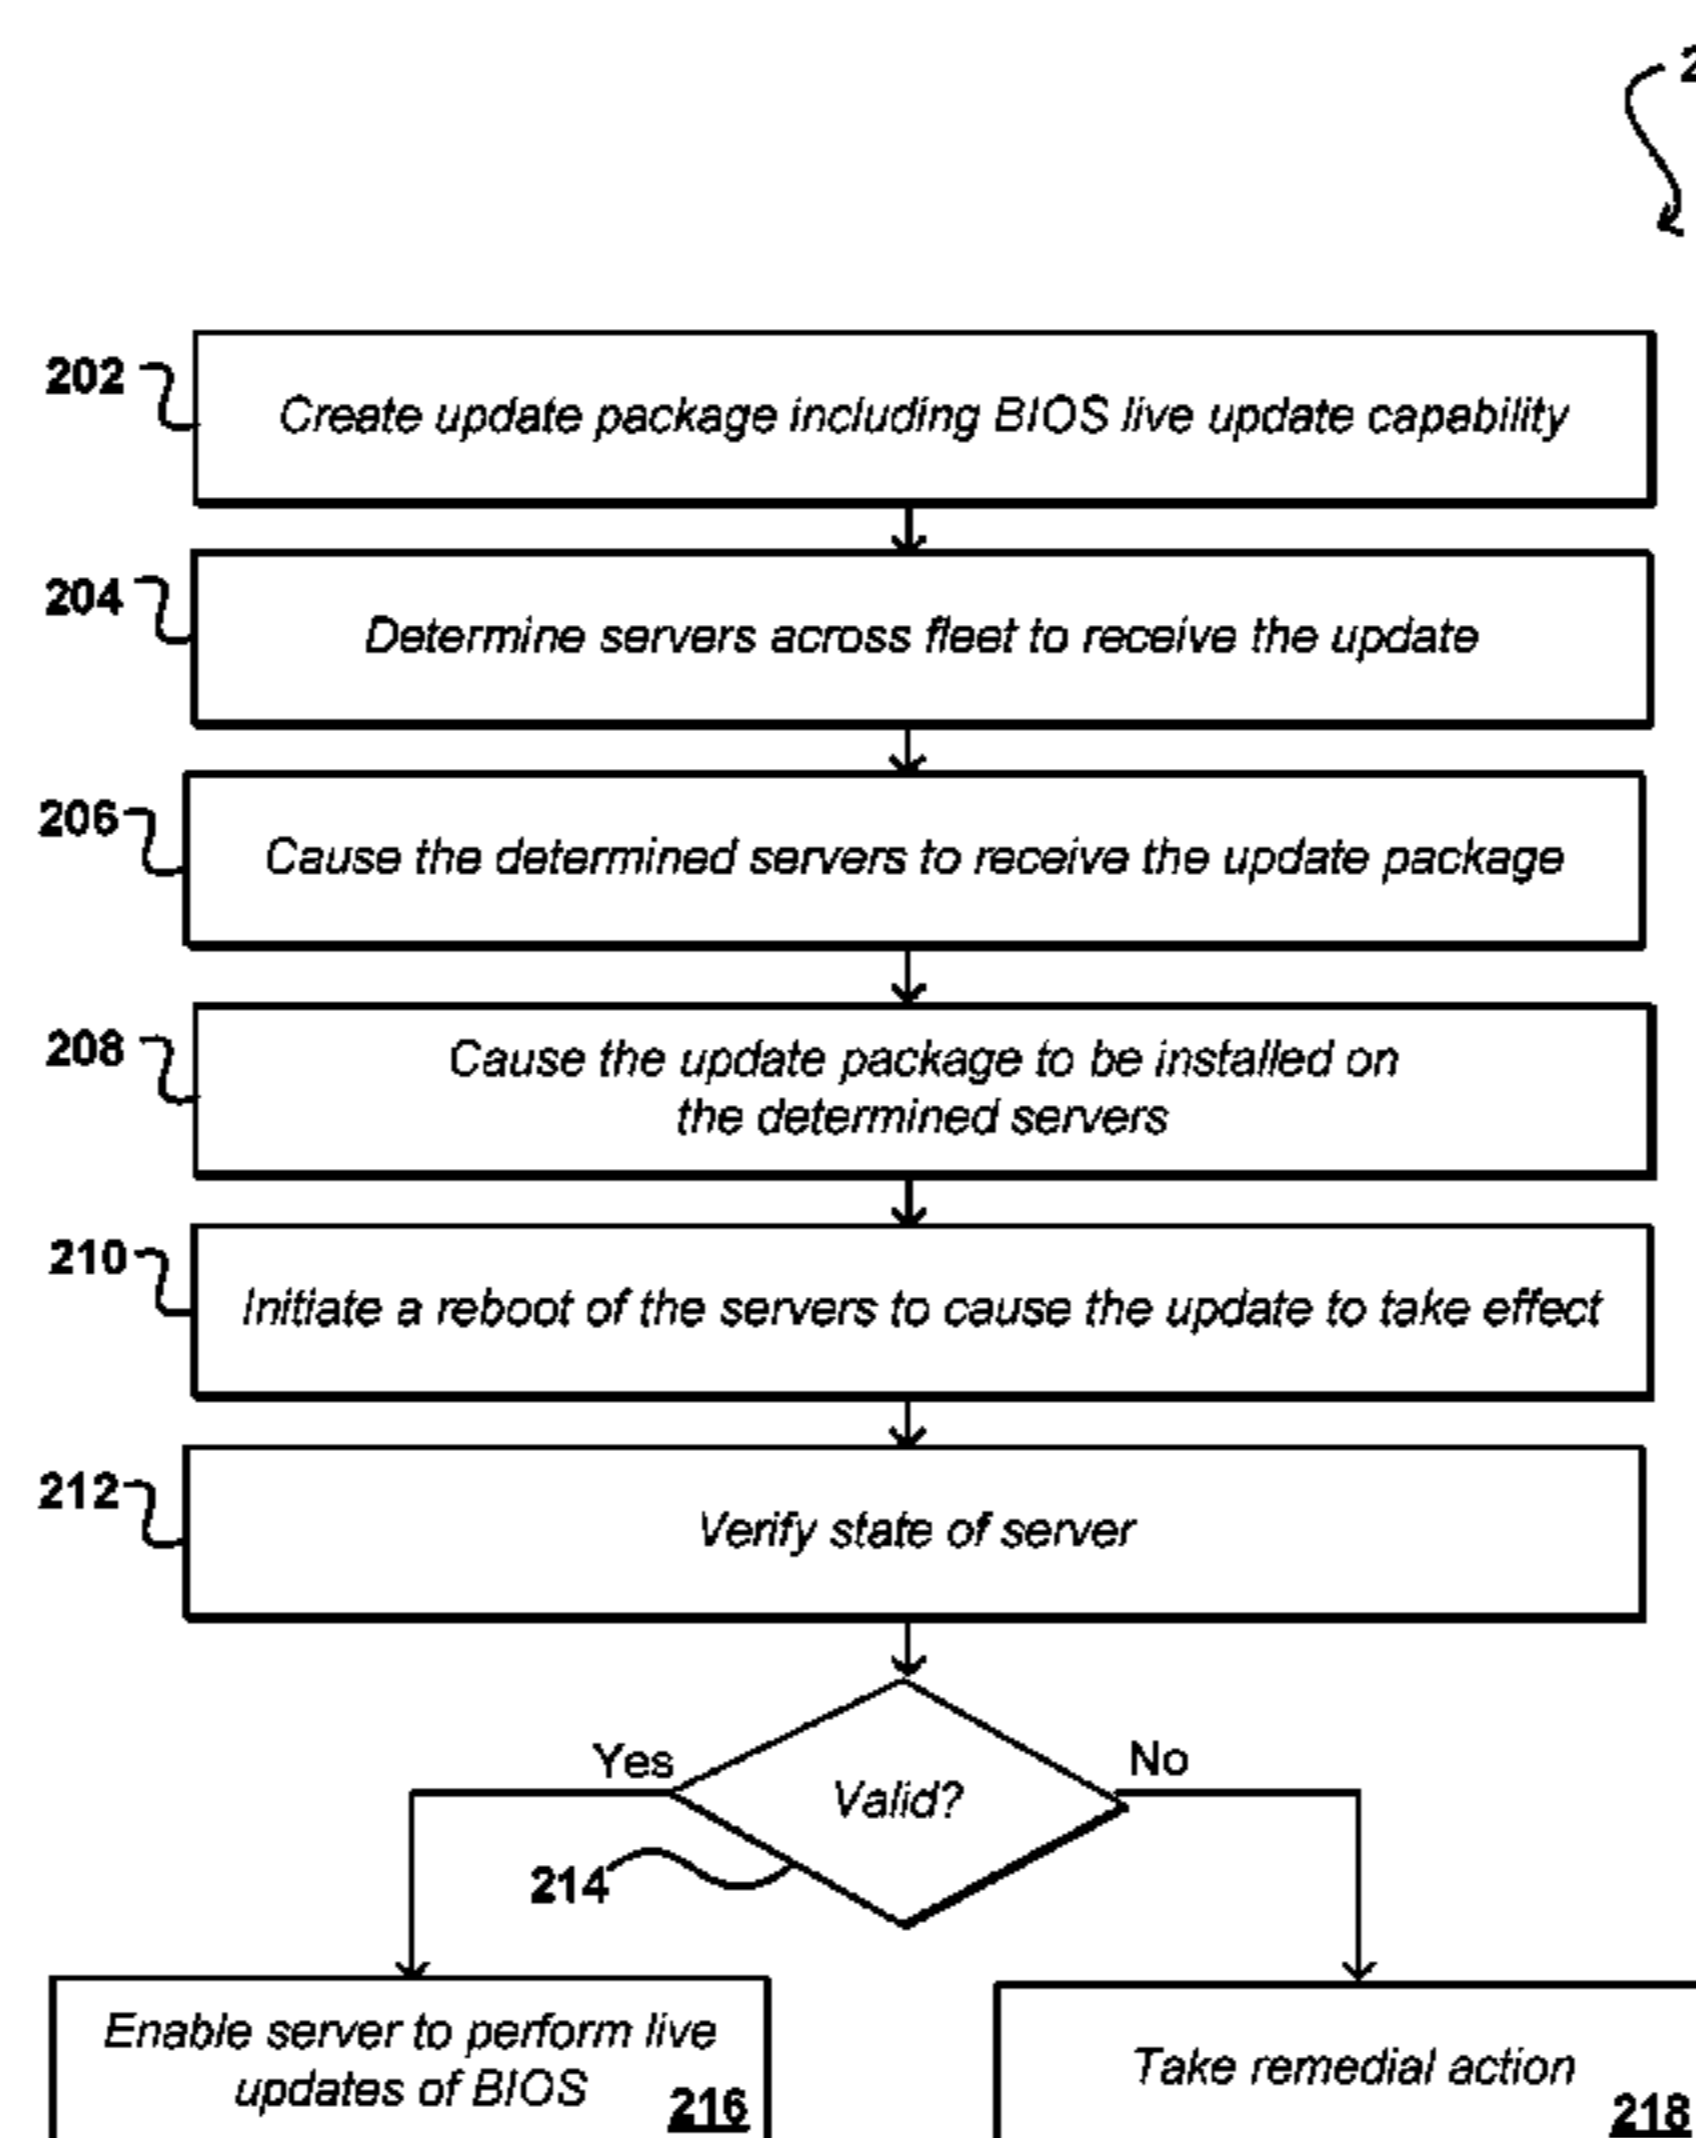 202
Create update package including BIOS live update capability
204
Determine servers across fleet to receive the update
206
Cause the determined servers to receive the update package
208
Cause the update package to be installed on
the determined servers
210
Initiate a reboot of the servers to cause the update to take effect
212
Verify state of server
Yes
No
Valid?
214
Enable server to perform live
updates of BIOS
216
Take remedial action
218